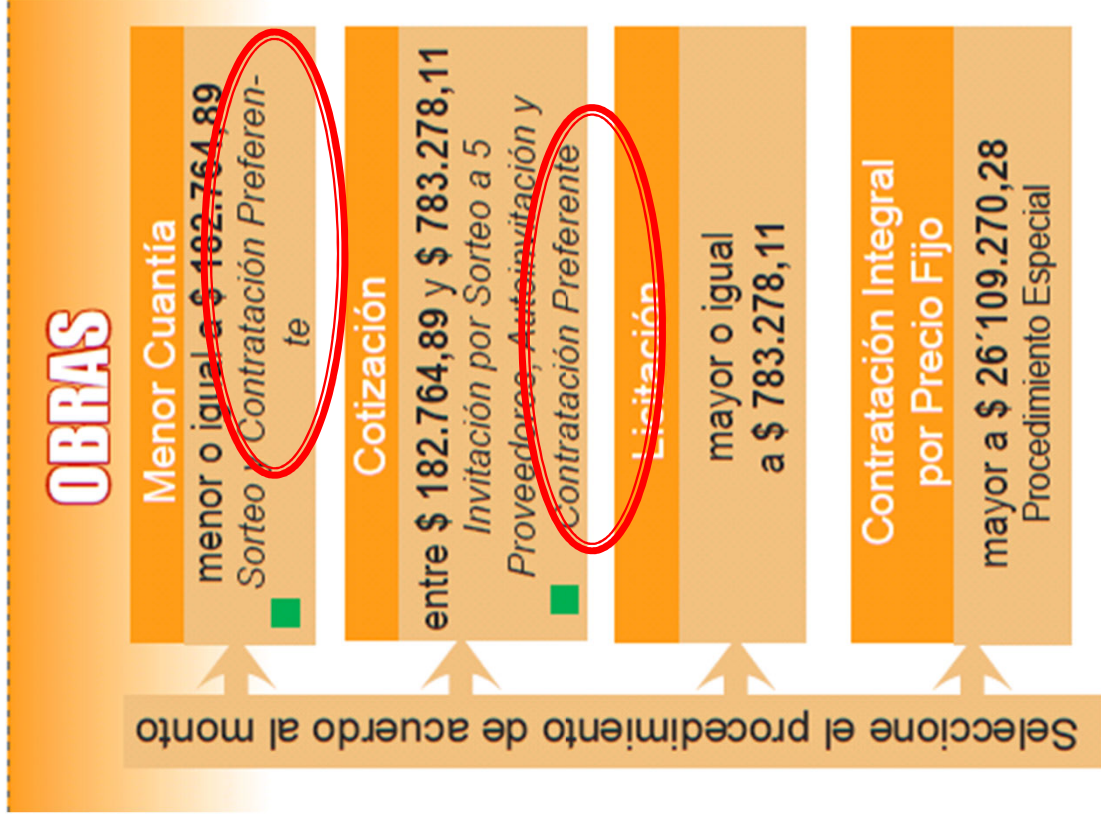 OBRAS
Seleccione el procedimiento de acuerdo al monto
Menor Cuantía
menor o igual a $ 182.764,89
Sorteo y Contratación Preferen-
te
Cotización
entre $ 182.764,89 y $ 783.278,11
Invitación por Sorteo a 5
Proveedores, Autoinvitación y
Contratación Preferente
Licitación
mayor o igual
a $ 783.278,11
Contratación Integral
por Precio Fijo
mayor a $ 26´109.270,28
Procedimiento Especial